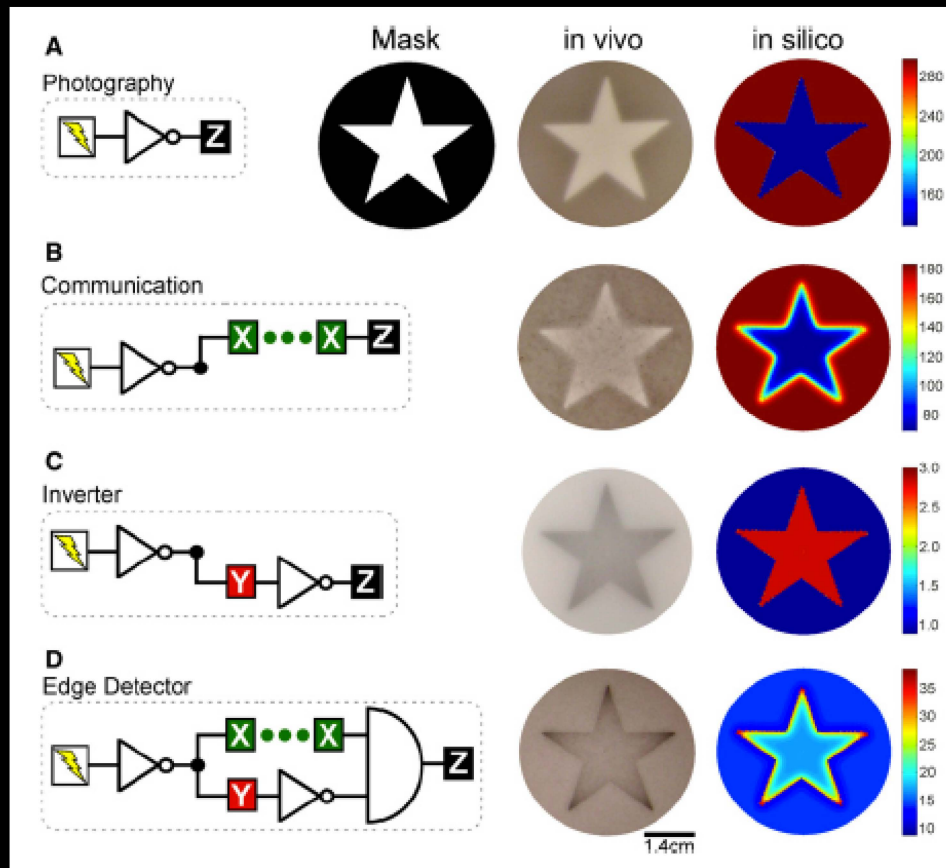 Mask
in vivo
in silico
A
Photography
Z
280
240
200
160
B
Communication
X X Z
180
160
140
120
100
80
C
Inverter
Y Z
3.0
2.5
2.0
1.5
1.0
D
Edge Detector
X X
Z
Y
35
30
25
20
15
10
1.4cm